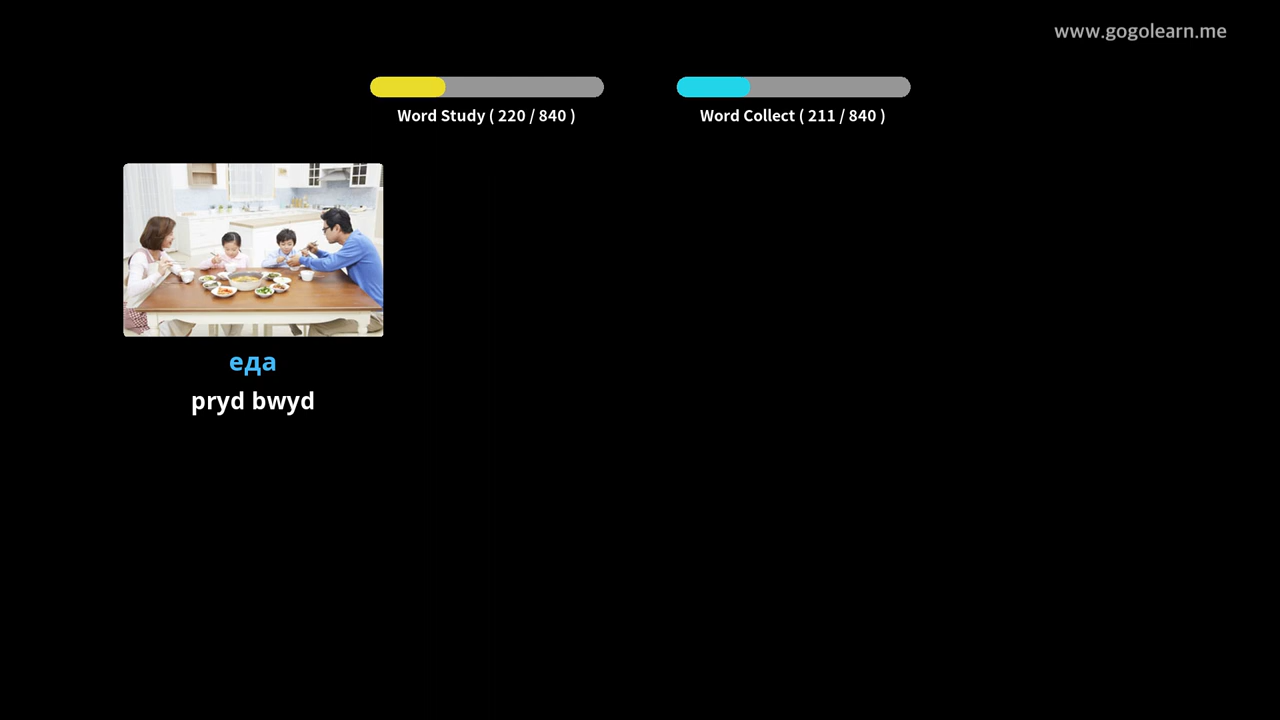 www.gogolearn.me
Word Study ( 220 / 840 )
Word Collect ( 211 / 840 )
еда
pryd bwyd